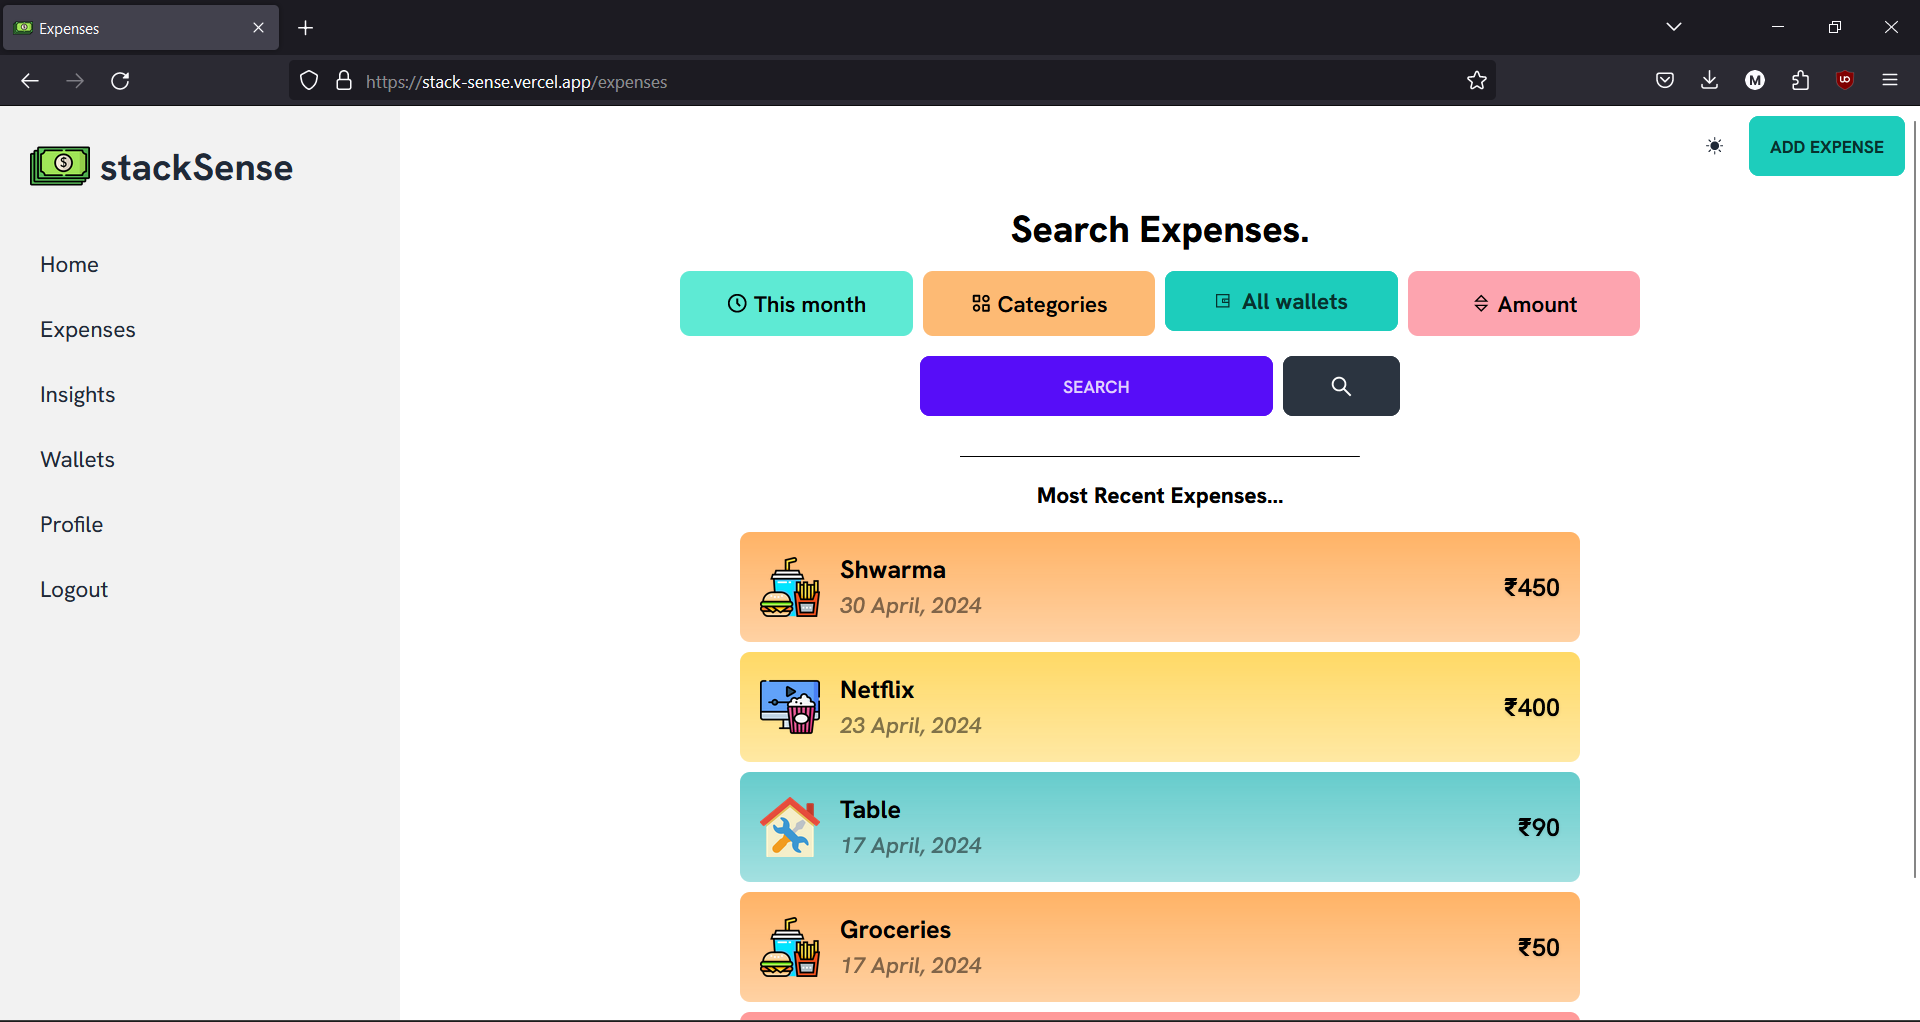 Expenses
https://stack-sense.vercel.app/expenses
stackSense
ADD EXPENSE
Home
Expenses
Insights
Wallets
Profile
Logout
Search Expenses.
This month
Categories
All wallets
Amount
SEARCH
Most Recent Expenses...
Shwarma
30 April, 2024
₹450
Netflix
23 April, 2024
₹400
Table
17 April, 2024
₹90
Groceries
17 April, 2024
₹50